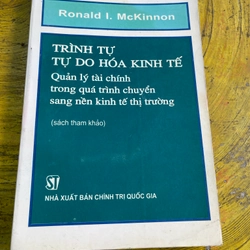 Ronald I. McKinnon
TRÌNH TỰ
TỰ DO HÓA KINH TẾ
Quản lý tài chính
trong quá trình chuyển
sang nền kinh tế thị trường
(sách tham khảo)
ST
NHÀ XUẤT BẢN CHÍNH TRỊ QUỐC GIA